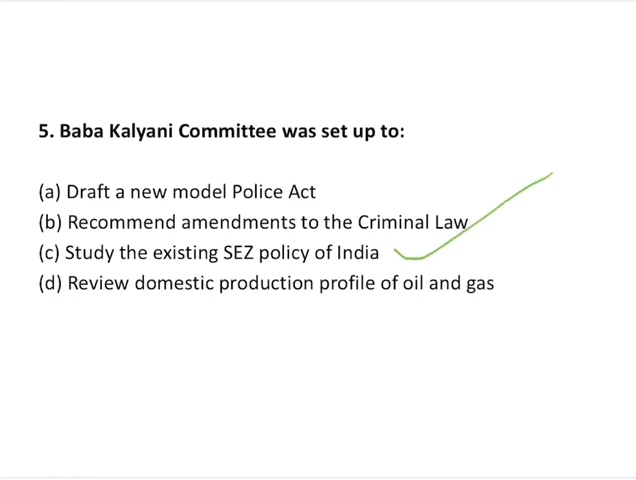 5. Baba Kalyani Committee was set up to:
(a) Draft a new model Police Act
(b) Recommend amendments to the Criminal Law
(c) Study the existing SEZ policy of India
(d) Review domestic production profile of oil and gas